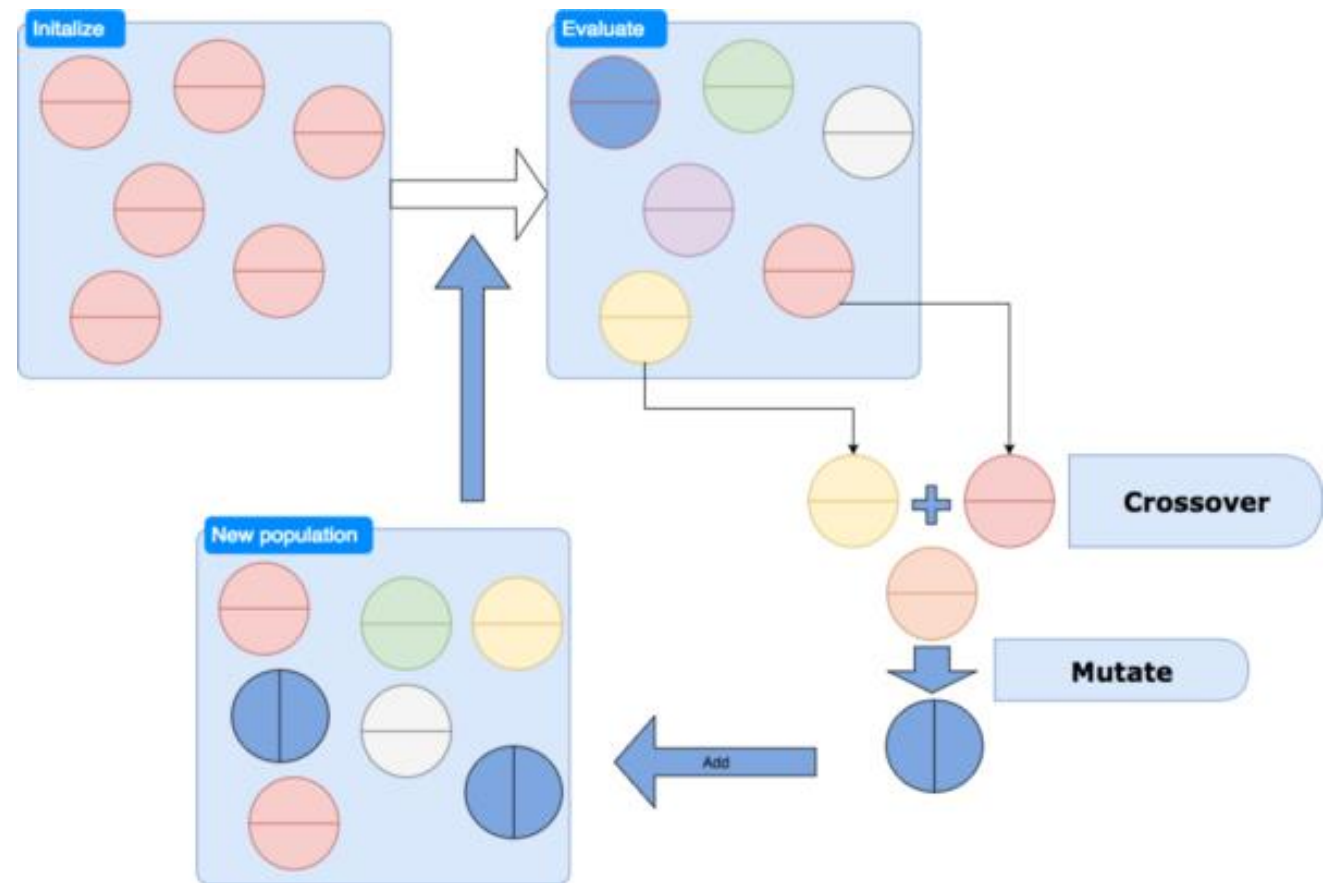 Initalize
Evaluate
Crossover
New population
Mutate
Add